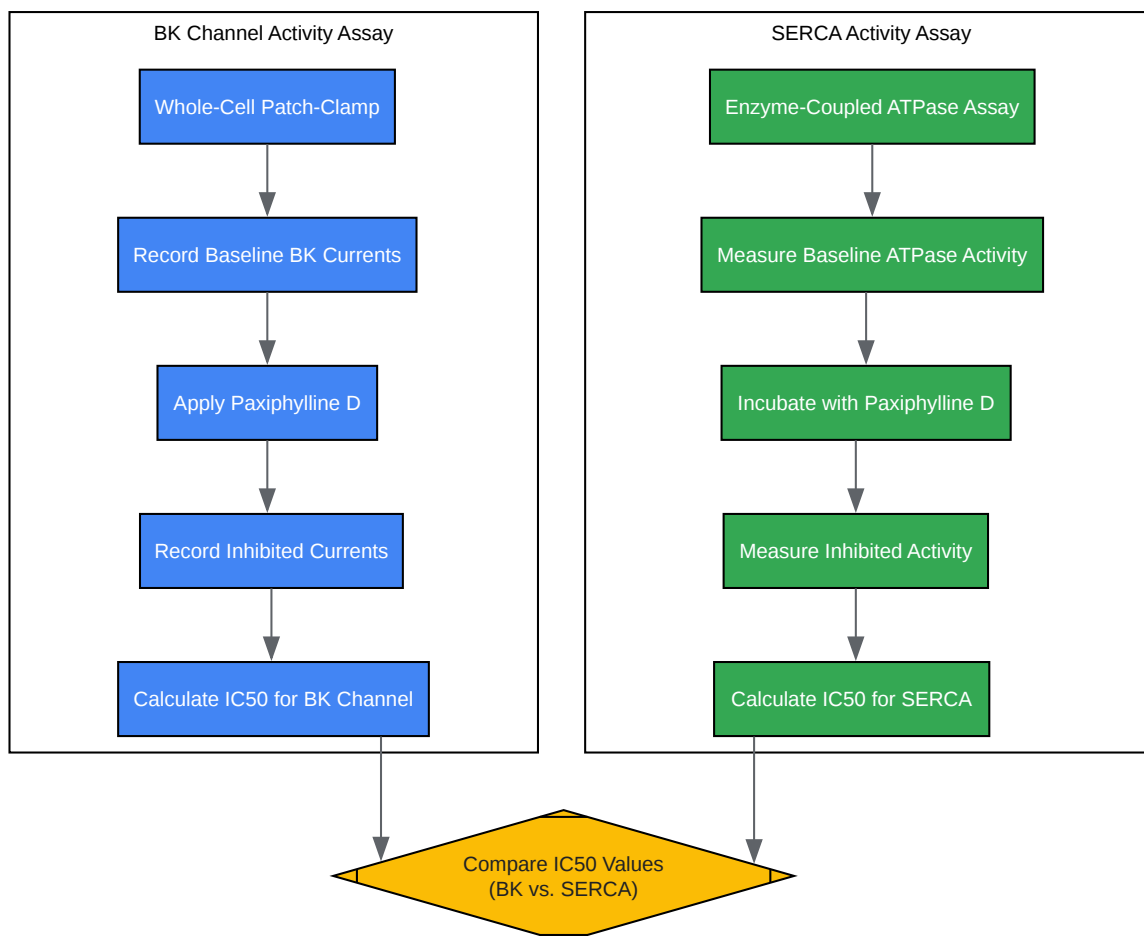 BK Channel Activity Assay
Whole-Cell Patch-Clamp
Record Baseline BK Currents
Apply Paxiphylline D
Record Inhibited Currents
Calculate IC50 for BK Channel
SERCA Activity Assay
Enzyme-Coupled ATPase Assay
Measure Baseline ATPase Activity
Incubate with Paxiphylline D
Measure Inhibited Activity
Calculate IC50 for SERCA
Compare IC50 Values
(BK vs. SERCA)